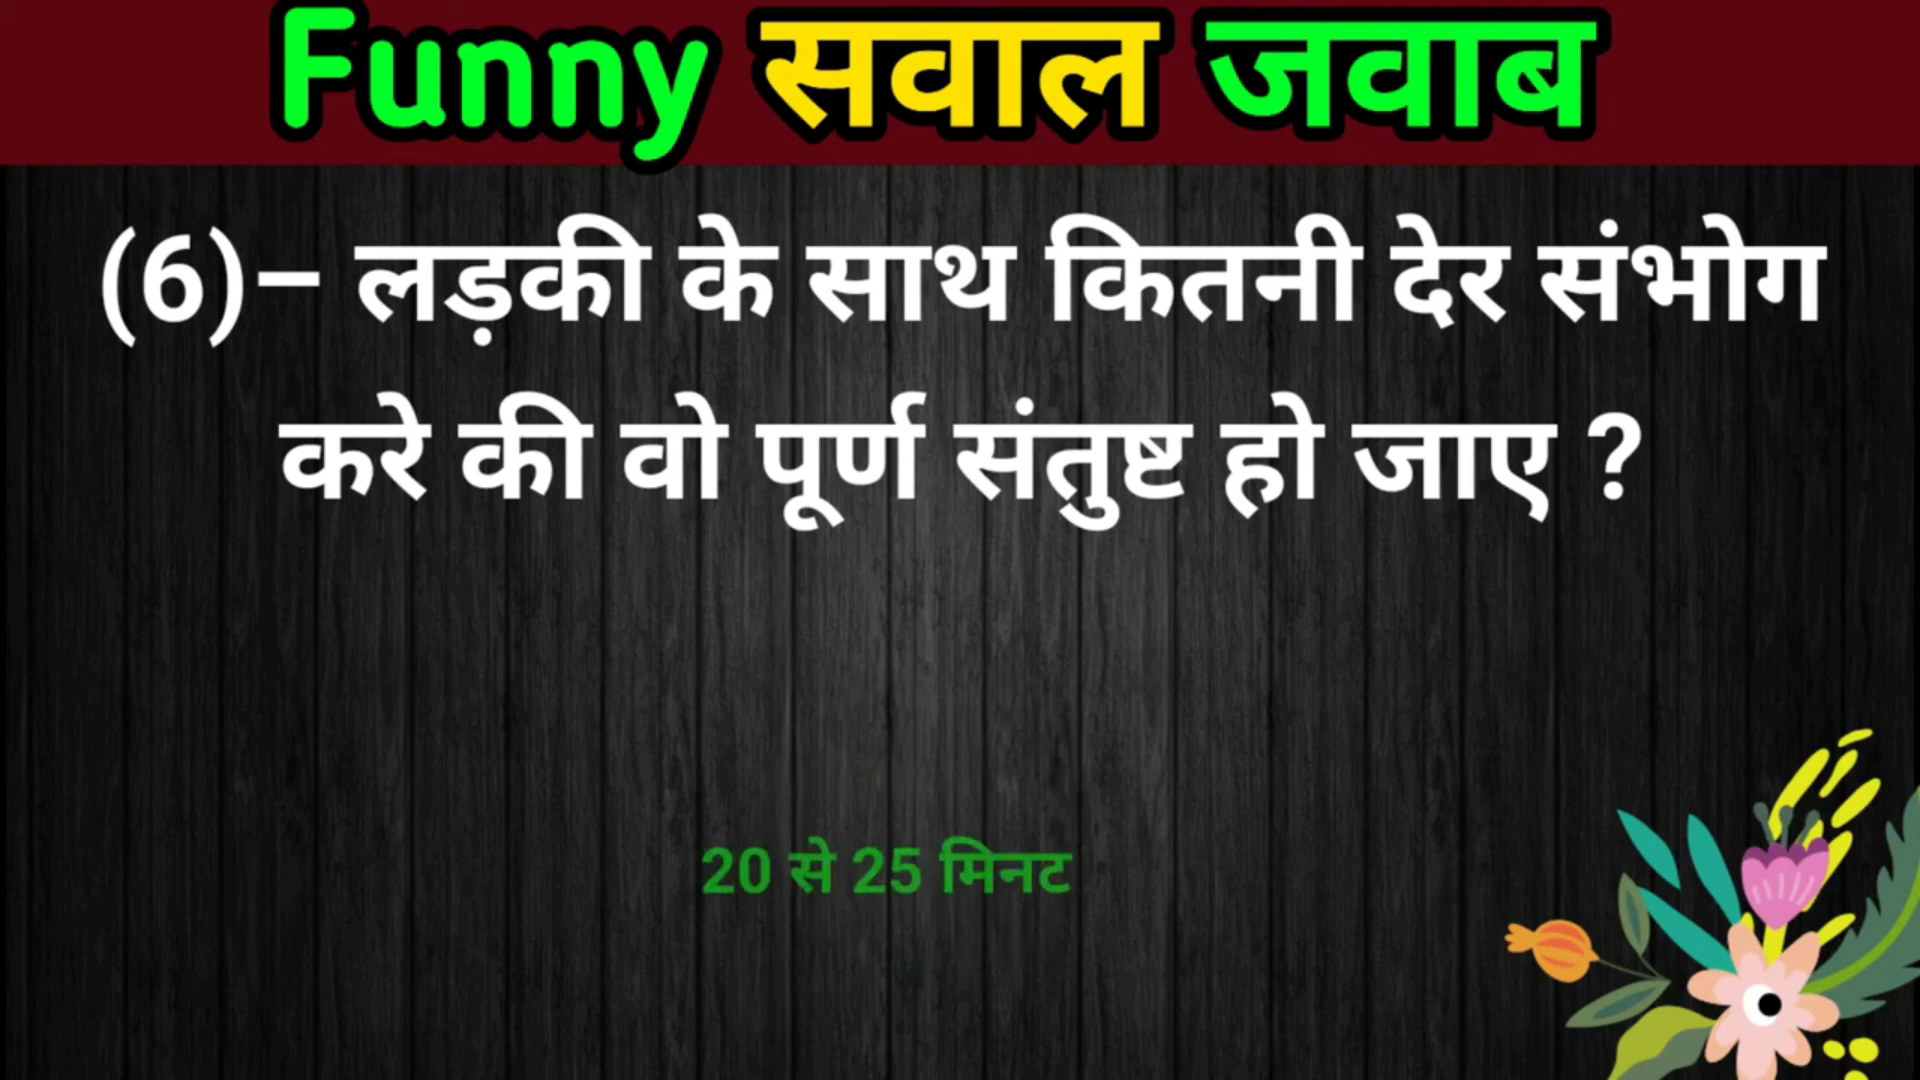 Funny सवाल जवाब
(6)– लड़की के साथ कितनी देर संभोग
करे की वो पूर्ण संतुष्ट हो जाए ?
20 से 25 मिनट